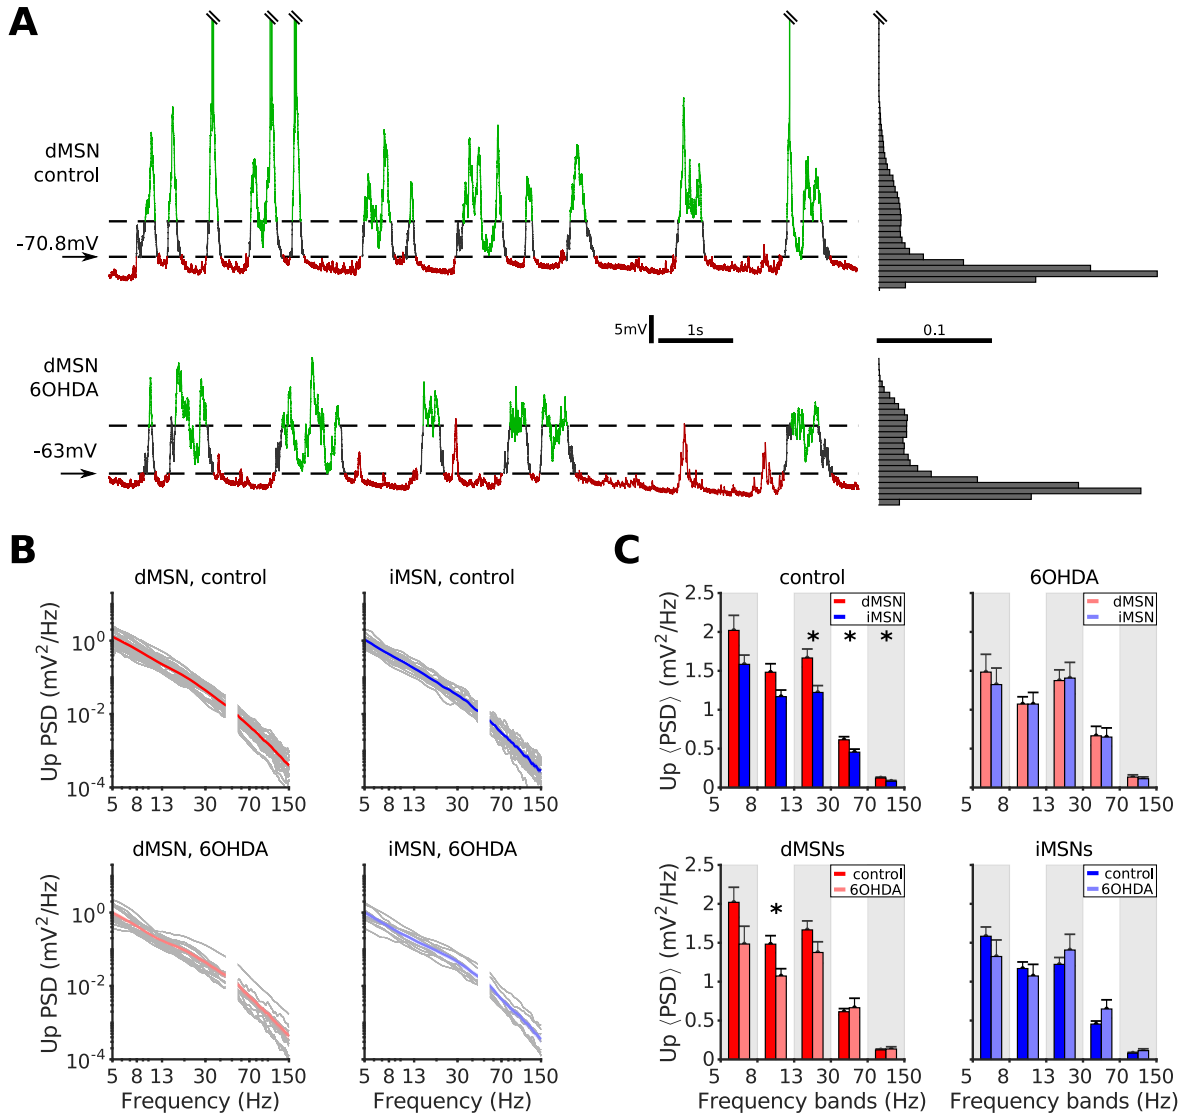 A
dMSN
control
-70.8mV
5mV
1s
0.1
dMSN
6OHDA
-63mV
B
dMSN, control
iMSN, control
Up PSD (mV²/Hz)
10⁰
10⁻²
10⁻⁴
5 8 13 30 70 150
5 8 13 30 70 150
dMSN, 6OHDA
iMSN, 6OHDA
Up PSD (mV²/Hz)
10⁰
10⁻²
10⁻⁴
5 8 13 30 70 150
5 8 13 30 70 150
Frequency (Hz)
Frequency (Hz)
C
control
6OHDA
Up ⟨PSD⟩ (mV²/Hz)
2.5
2
1.5
1
0.5
0
dMSN
iMSN
* * *
dMSN
iMSN
5 8 13 30 70 150
5 8 13 30 70 150
dMSNs
iMSNs
Up ⟨PSD⟩ (mV²/Hz)
2.5
2
1.5
1
0.5
0
control
6OHDA
*
control
6OHDA
5 8 13 30 70 150
5 8 13 30 70 150
Frequency bands (Hz)
Frequency bands (Hz)